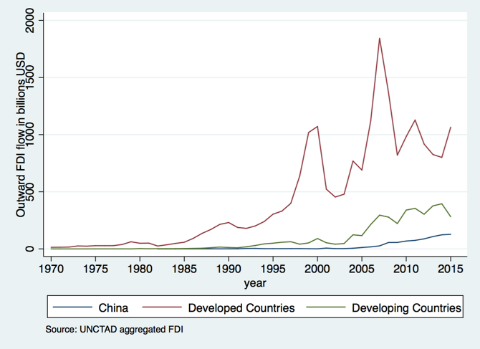 Outward FDI flow in billions USD
2000
1500
1000
500
0
1970 1975 1980 1985 1990 1995 2000 2005 2010 2015
year
China Developed Countries Developing Countries
Source: UNCTAD aggregated FDI